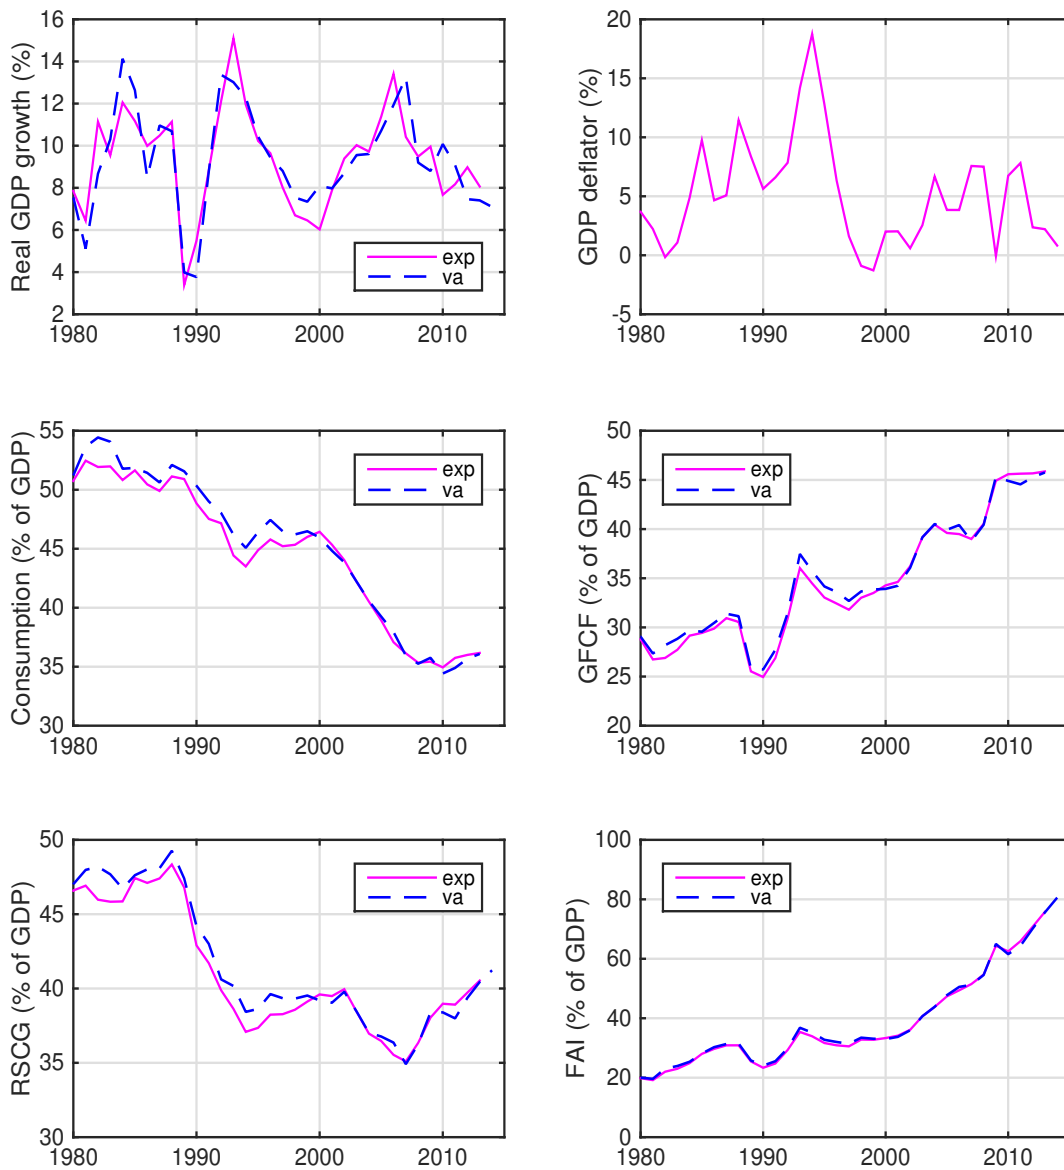 Real GDP growth (%)
16
14
12
10
8
6
4
2
1980 1990 2000 2010
exp
va
GDP deflator (%)
20
15
10
5
0
-5
1980 1990 2000 2010
Consumption (% of GDP)
55
50
45
40
35
30
1980 1990 2000 2010
exp
va
GFCF (% of GDP)
50
45
40
35
30
25
20
1980 1990 2000 2010
exp
va
RSCG (% of GDP)
50
45
40
35
30
1980 1990 2000 2010
exp
va
FAI (% of GDP)
100
80
60
40
20
0
1980 1990 2000 2010
exp
va